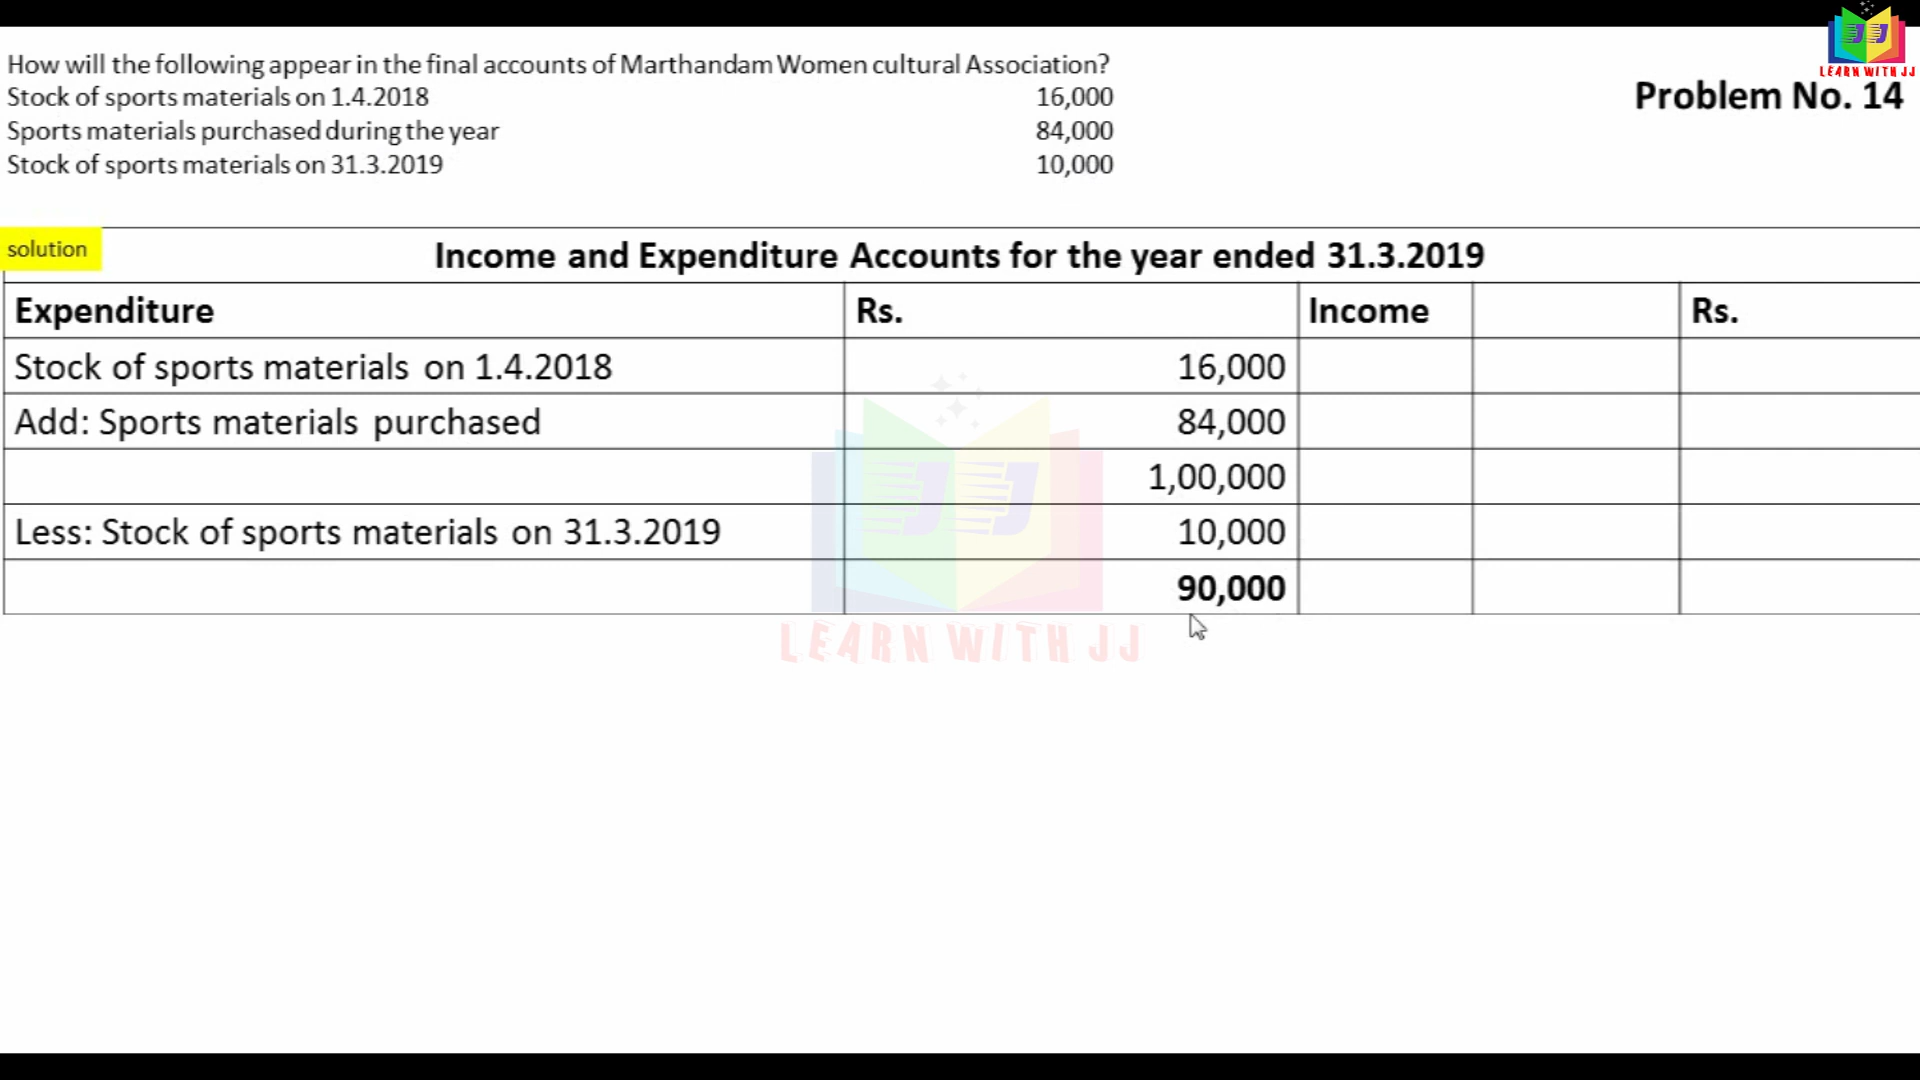 LEARN WITH JJ
How will the following appear in the final accounts of Marthandam Women cultural Association?
Problem No. 14
Stock of sports materials on 1.4.2018 16,000
Sports materials purchased during the year 84,000
Stock of sports materials on 31.3.2019 10,000
solution
Income and Expenditure Accounts for the year ended 31.3.2019
Expenditure Rs. Income Rs.
Stock of sports materials on 1.4.2018 16,000
Add: Sports materials purchased 84,000
1,00,000
Less: Stock of sports materials on 31.3.2019 10,000
90,000
JJ
LEARN WITH JJ